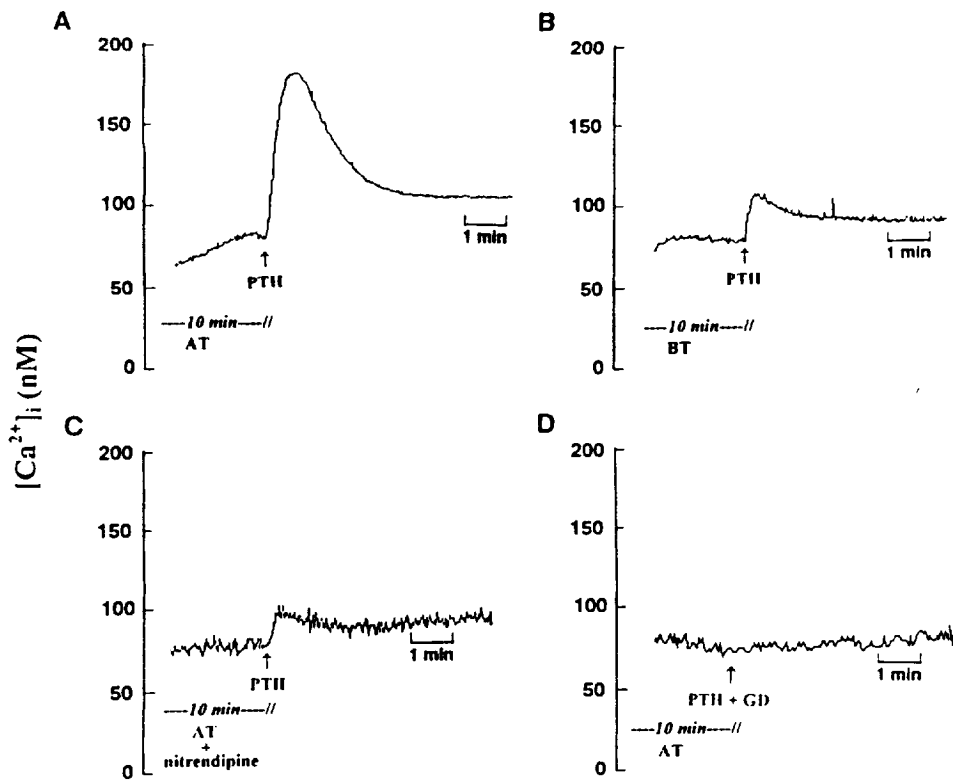 [Ca²⁺]ᵢ (nM)
A
200
150
100
50
0
1 min
↑
PTH
----10 min----//
AT
B
200
150
100
50
0
1 min
↑
PTH
----10 min----//
BT
C
200
150
100
50
0
1 min
↑
PTH
----10 min----//
AT
+
nitrendipine
D
200
150
100
50
0
1 min
↑
PTH + GD
----10 min----//
AT